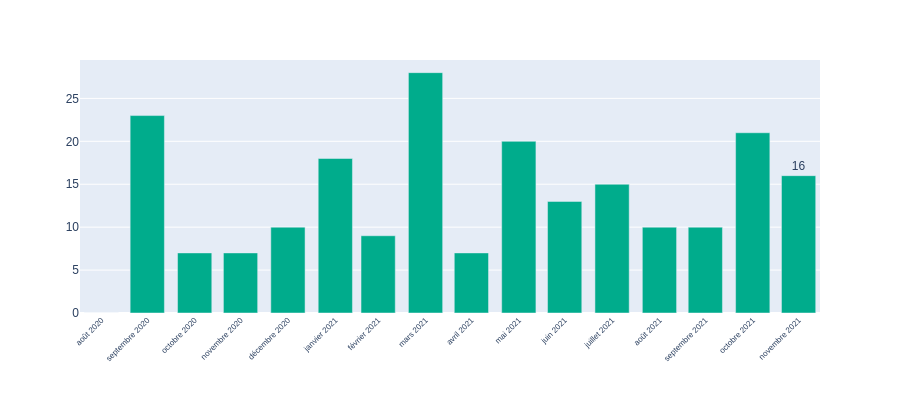 25
20
15
10
5
0
16
août 2020
septembre 2020
octobre 2020
novembre 2020
décembre 2020
janvier 2021
février 2021
mars 2021
avril 2021
mai 2021
juin 2021
juillet 2021
août 2021
septembre 2021
octobre 2021
novembre 2021